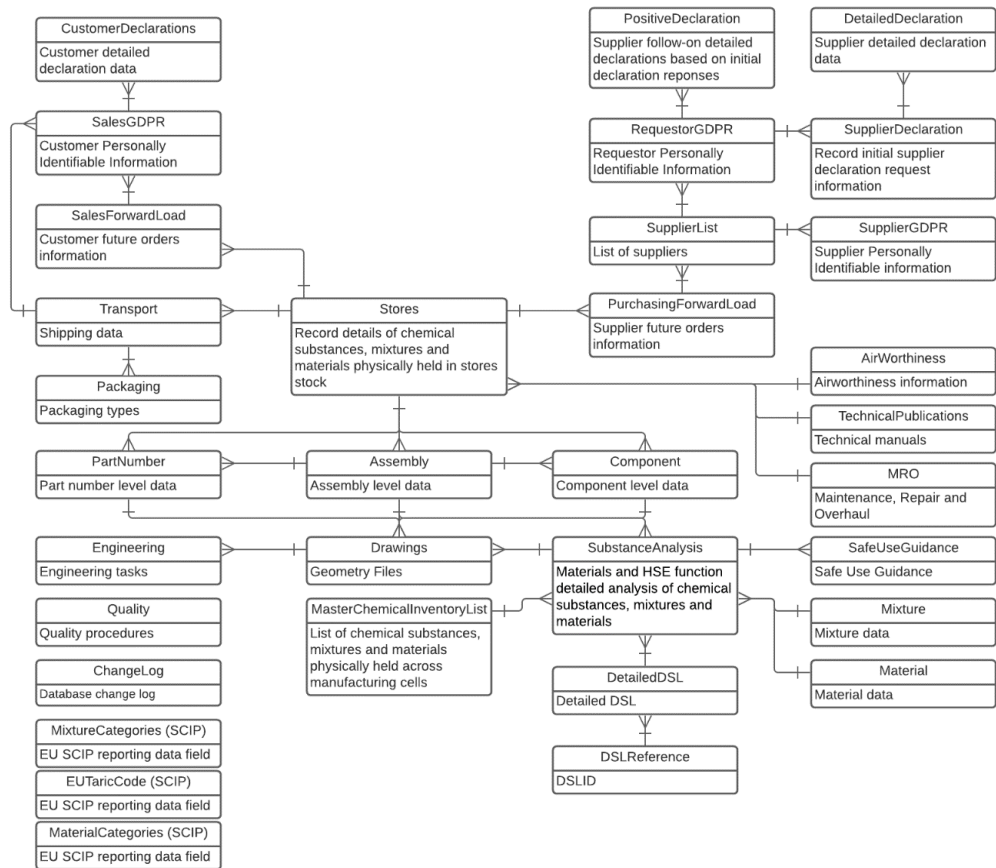 CustomerDeclarations
Customer detailed
declaration data
PositiveDeclaration
Supplier follow-on detailed
declarations based on initial
declaration reponses
DetailedDeclaration
Supplier detailed declaration
data
SalesGDPR
Customer Personally
Identifiable Information
RequestorGDPR
Requestor Personally
Identifiable Information
SupplierDeclaration
Record initial supplier
declaration request
information
SalesForwardLoad
Customer future orders
information
SupplierList
List of suppliers
SupplierGDPR
Supplier Personally
Identifiable information
Transport
Shipping data
Stores
Record details of chemical
substances, mixtures and
materials physically held in stores
stock
PurchasingForwardLoad
Supplier future orders
information
Packaging
Packaging types
AirWorthiness
Airworthiness information
TechnicalPublications
Technical manuals
PartNumber
Part number level data
Assembly
Assembly level data
Component
Component level data
MRO
Maintenance, Repair and
Overhaul
Engineering
Engineering tasks
Drawings
Geometry Files
SubstanceAnalysis
Materials and HSE function
detailed analysis of chemical
substances, mixtures and
materials
SafeUseGuidance
Safe Use Guidance
Quality
Quality procedures
MasterChemicalInventoryList
List of chemical substances,
mixtures and materials
physically held across
manufacturing cells
Mixture
Mixture data
ChangeLog
Database change log
DetailedDSL
Detailed DSL
Material
Material data
MixtureCategories (SCIP)
EU SCIP reporting data field
DSLReference
DSLID
EUTaricCode (SCIP)
EU SCIP reporting data field
MaterialCategories (SCIP)
EU SCIP reporting data field